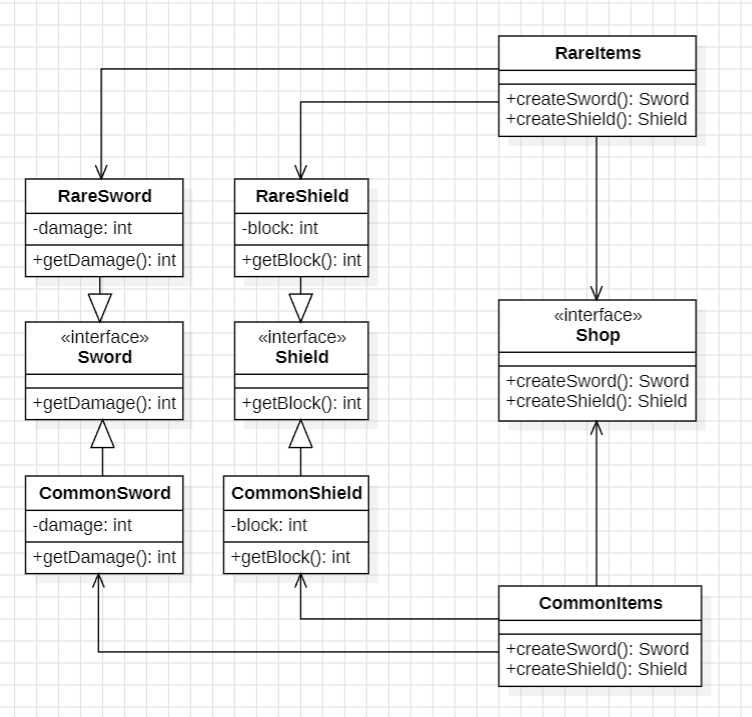 RareItems
+createSword(): Sword
+createShield(): Shield
RareSword
-damage: int
+getDamage(): int
RareShield
-block: int
+getBlock(): int
«interface»
Sword
+getDamage(): int
«interface»
Shield
+getBlock(): int
«interface»
Shop
+createSword(): Sword
+createShield(): Shield
CommonSword
-damage: int
+getDamage(): int
CommonShield
-block: int
+getBlock(): int
CommonItems
+createSword(): Sword
+createShield(): Shield